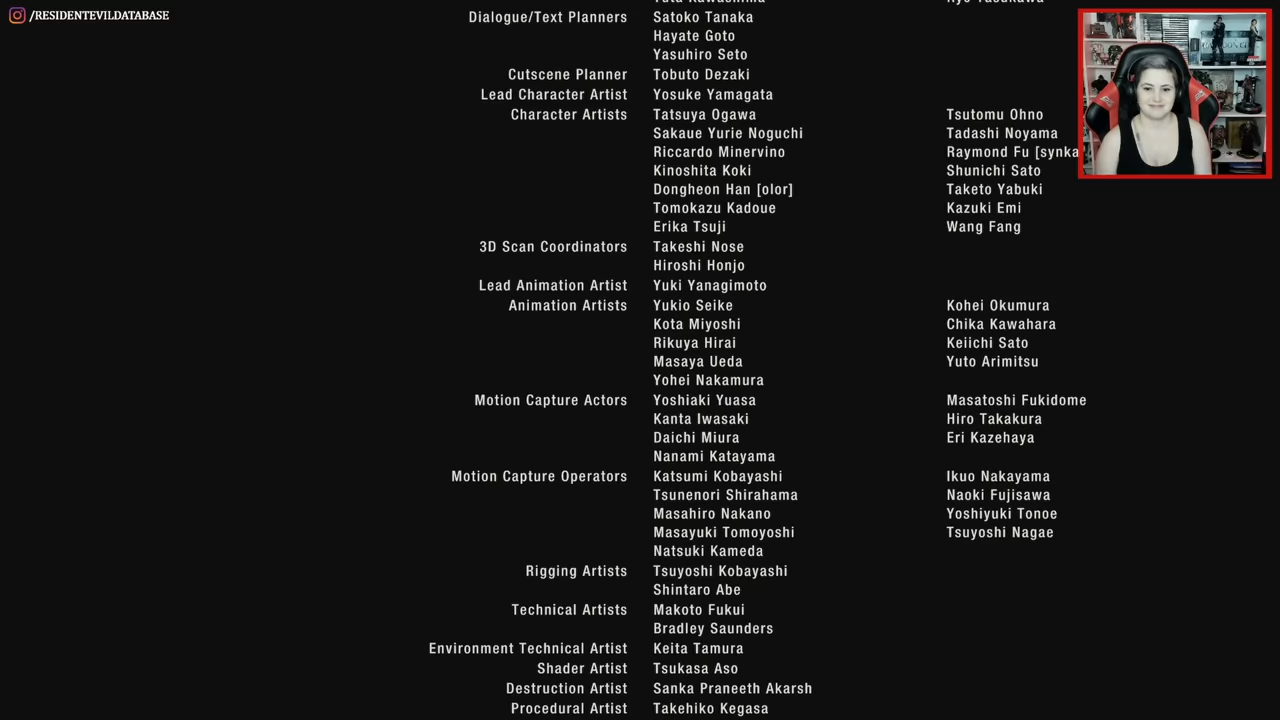 /RESIDENTEVILDATABASE
Dialogue/Text Planners Satoko Tanaka
Hayate Goto
Yasuhiro Seto
Cutscene Planner Tobuto Dezaki
Lead Character Artist Yosuke Yamagata
Character Artists Tatsuya Ogawa Tsutomu Ohno
Sakaue Yurie Noguchi Tadashi Noyama
Riccardo Minervino Raymond Fu [synka
Kinoshita Koki Shunichi Sato
Dongheon Han [olor] Taketo Yabuki
Tomokazu Kadoue Kazuki Emi
Erika Tsuji Wang Fang
3D Scan Coordinators Takeshi Nose
Hiroshi Honjo
Lead Animation Artist Yuki Yanagimoto
Animation Artists Yukio Seike Kohei Okumura
Kota Miyoshi Chika Kawahara
Rikuya Hirai Keiichi Sato
Masaya Ueda Yuto Arimitsu
Yohei Nakamura
Motion Capture Actors Yoshiaki Yuasa Masatoshi Fukidome
Kanta Iwasaki Hiro Takakura
Daichi Miura Eri Kazehaya
Nanami Katayama
Motion Capture Operators Katsumi Kobayashi Ikuo Nakayama
Tsunenori Shirahama Naoki Fujisawa
Masahiro Nakano Yoshiyuki Tonoe
Masayuki Tomoyoshi Tsuyoshi Nagae
Natsuki Kameda
Rigging Artists Tsuyoshi Kobayashi
Shintaro Abe
Technical Artists Makoto Fukui
Bradley Saunders
Environment Technical Artist Keita Tamura
Shader Artist Tsukasa Aso
Destruction Artist Sanka Praneeth Akarsh
Procedural Artist Takehiko Kegasa